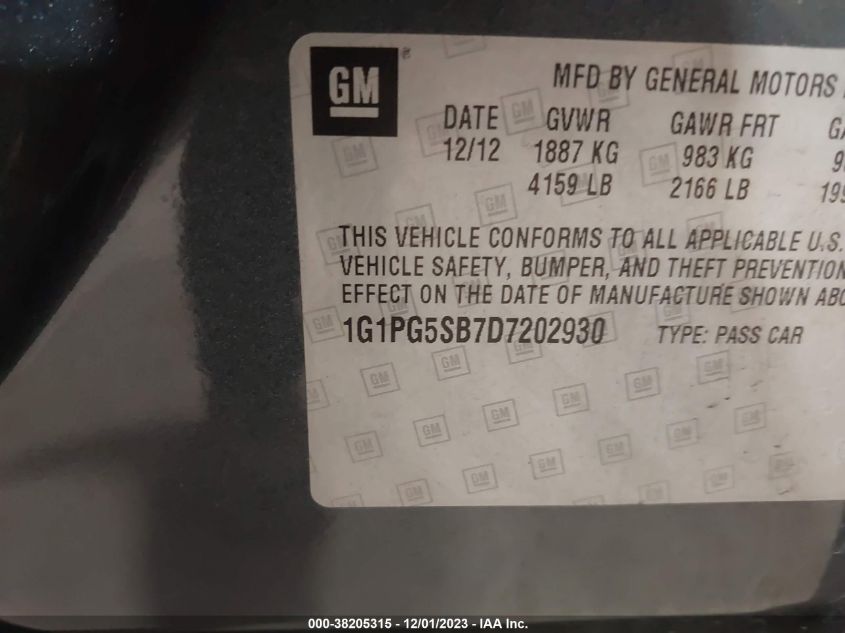 GM ®
MFD BY GENERAL MOTORS
DATE GVWR GAWR FRT
12/12 1887 KG 983 KG
4159 LB 2166 LB
THIS VEHICLE CONFORMS TO ALL APPLICABLE U.S.
VEHICLE SAFETY, BUMPER, AND THEFT PREVENTION
EFFECT ON THE DATE OF MANUFACTURE SHOWN
1G1PG5SB7D7202930 TYPE: PASS CAR
000-38205315 - 12/01/2023 - IAA Inc.